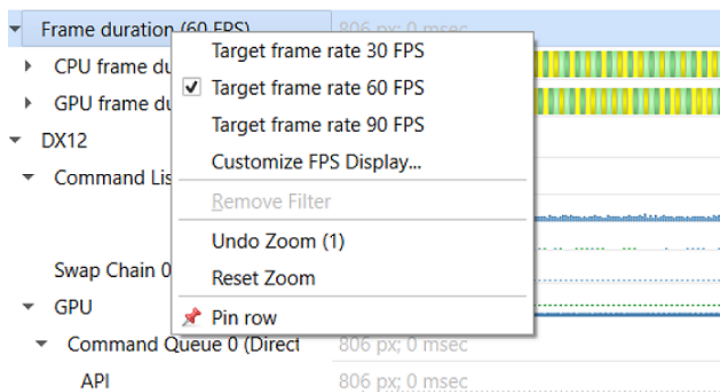 Frame duration (60 FPS)
806 px; 0 msec
Target frame rate 30 FPS
CPU frame du
Target frame rate 60 FPS
GPU frame du
Target frame rate 90 FPS
DX12
Customize FPS Display...
Command Lis
Remove Filter
Undo Zoom (1)
Swap Chain 0
Reset Zoom
GPU
Pin row
Command Queue 0 (Direct
806 px; 0 msec
API
806 px; 0 msec